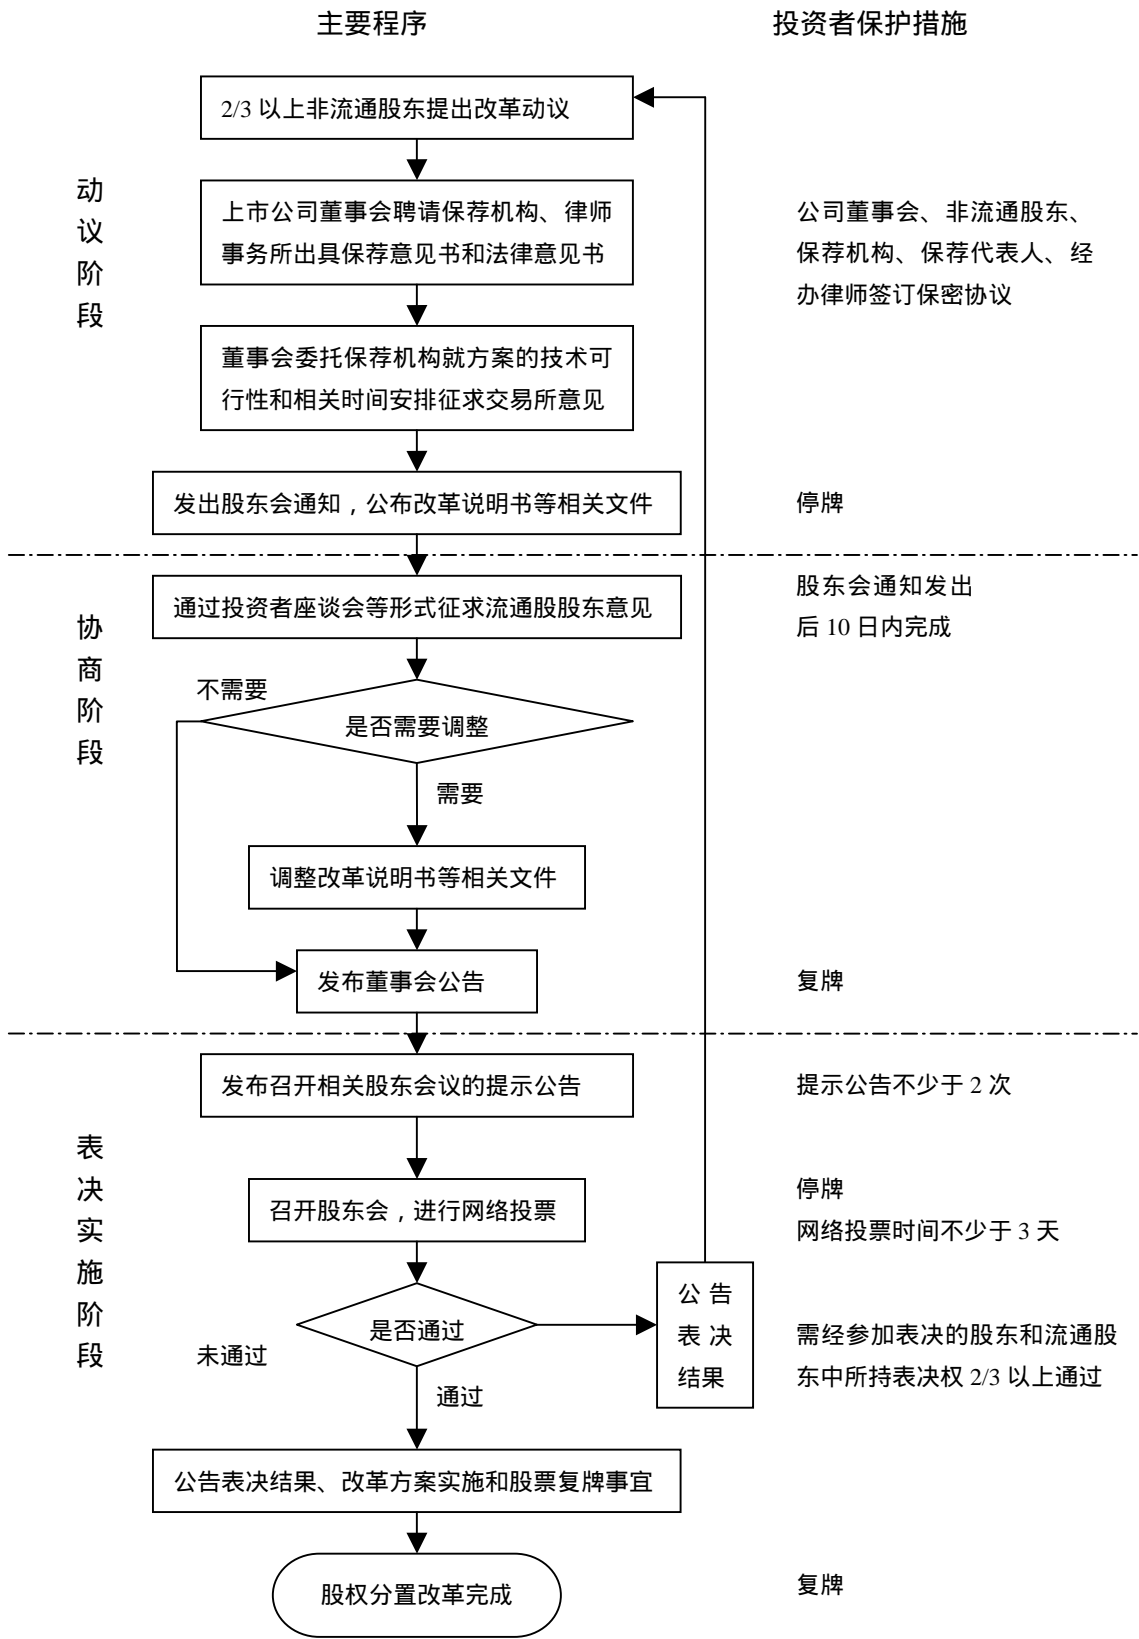 主要程序
投资者保护措施
2/3 以上非流通股东提出改革动议
动
议
阶
段
上市公司董事会聘请保荐机构、律师
事务所出具保荐意见书和法律意见书
公司董事会、非流通股东、
保荐机构、保荐代表人、经
办律师签订保密协议
董事会委托保荐机构就方案的技术可
行性和相关时间安排征求交易所意见
发出股东会通知，公布改革说明书等相关文件
停牌
协
商
阶
段
通过投资者座谈会等形式征求流通股股东意见
股东会通知发出
后 10 日内完成
不需要
是否需要调整
需要
调整改革说明书等相关文件
发布董事会公告
复牌
表
决
实
施
阶
段
发布召开相关股东会议的提示公告
提示公告不少于 2 次
召开股东会，进行网络投票
停牌
网络投票时间不少于 3 天
是否通过
未通过
通过
公 告
表 决
结果
需经参加表决的股东和流通股
东中所持表决权 2/3 以上通过
公告表决结果、改革方案实施和股票复牌事宜
股权分置改革完成
复牌